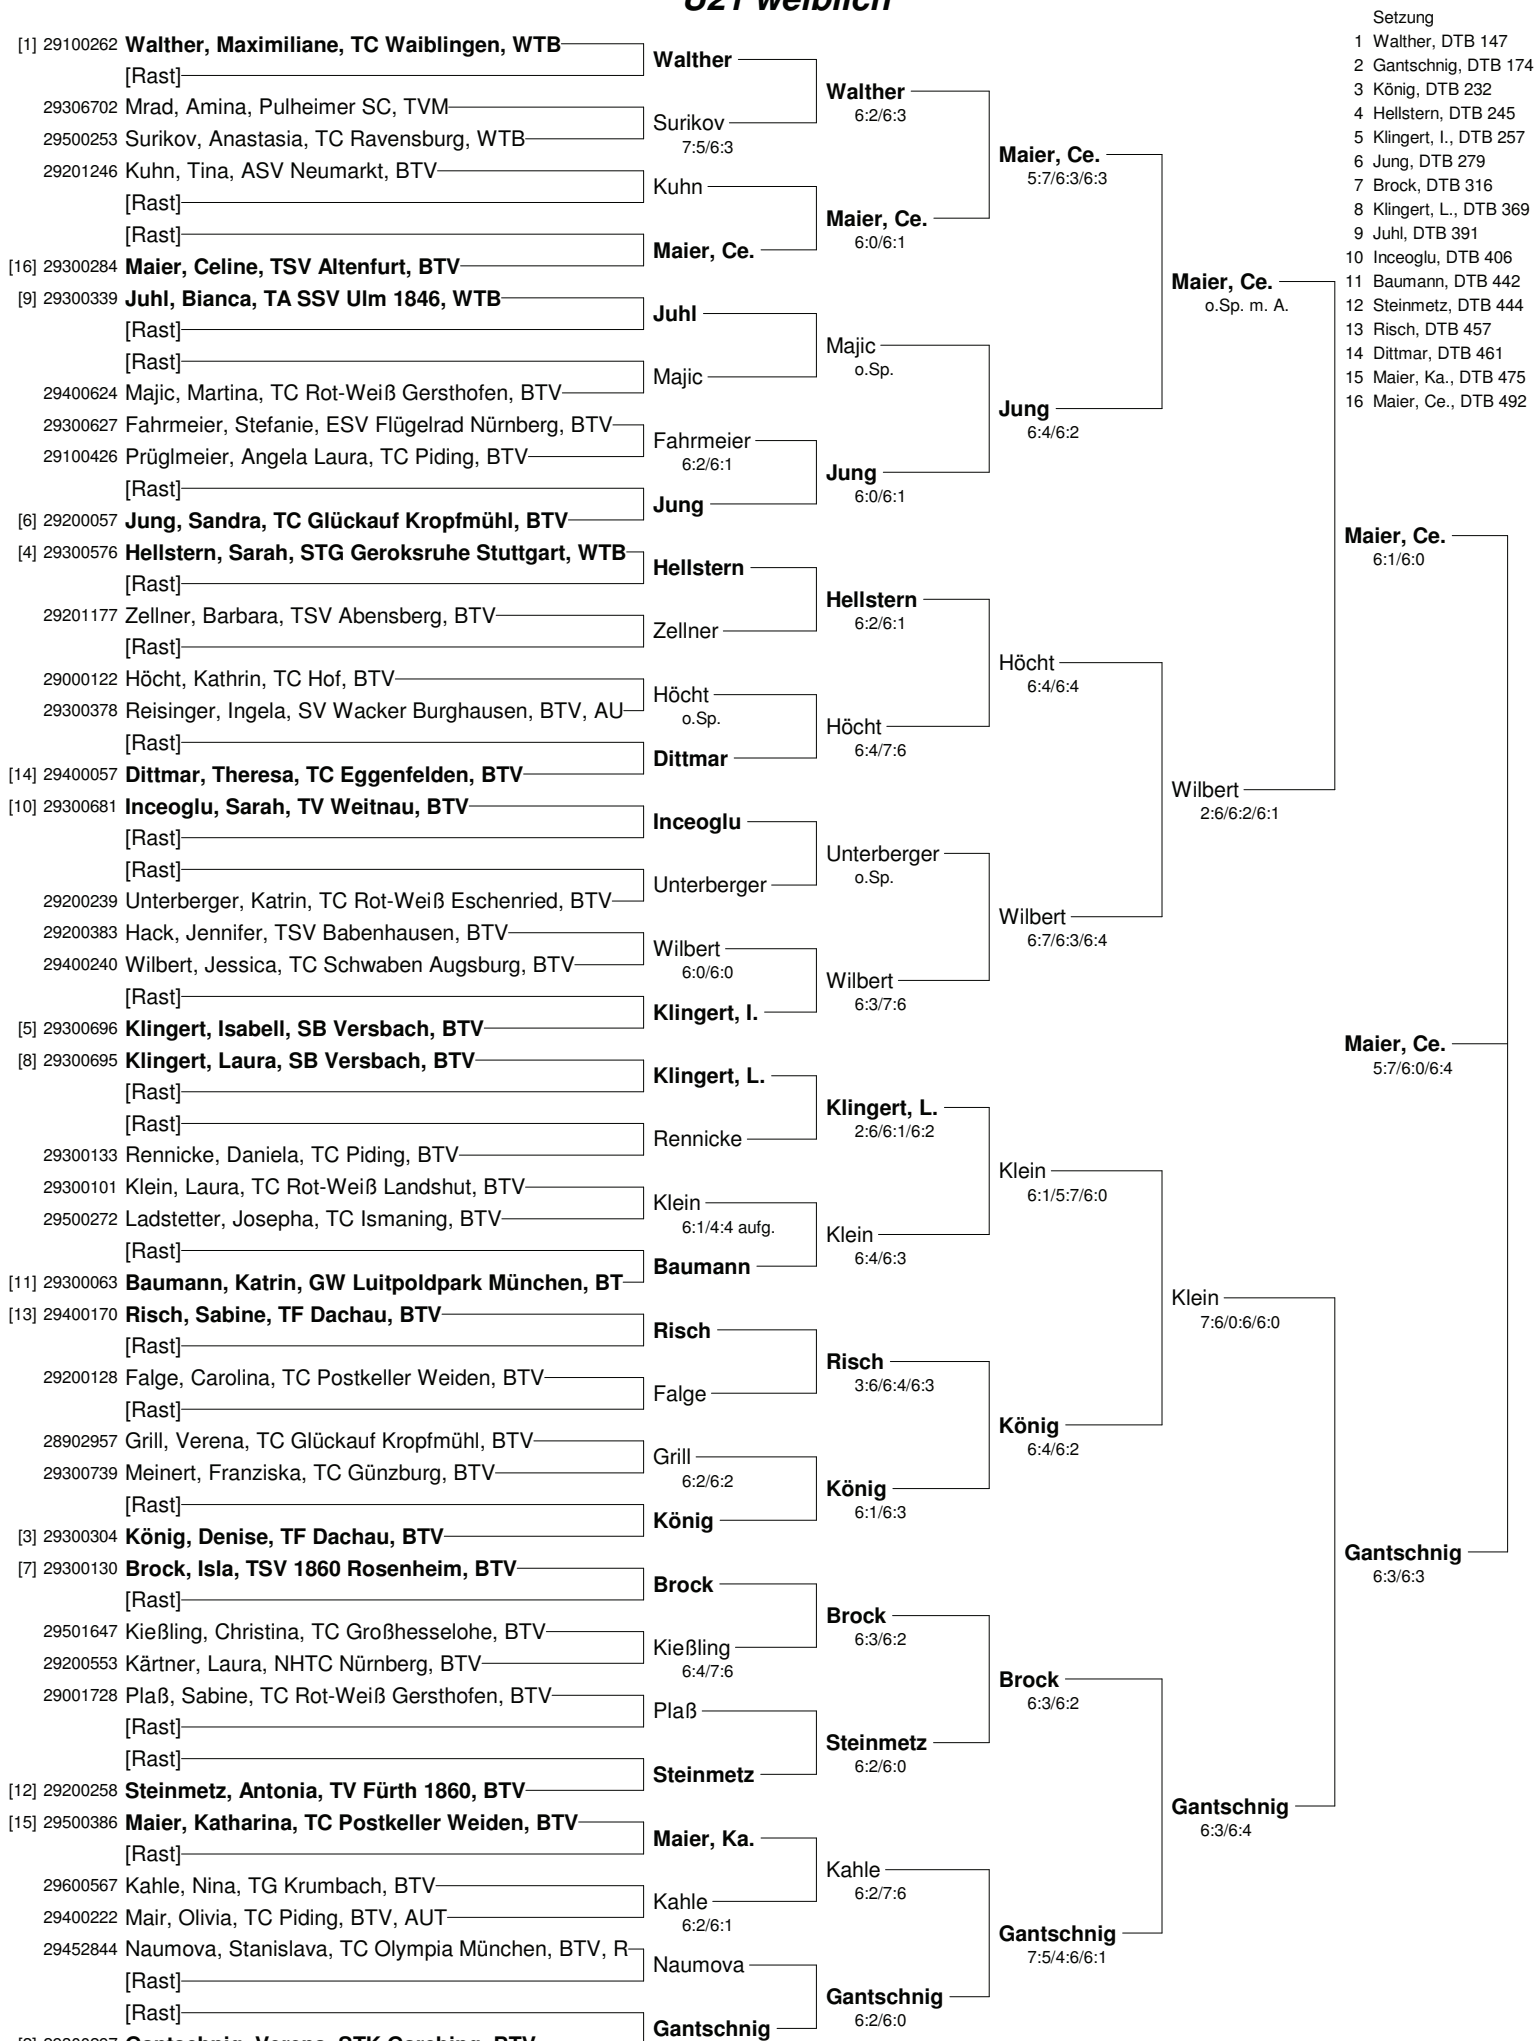 U21 weiblich
[1] 29100262 Walther, Maximiliane, TC Waiblingen, WTB
[Rast]
29306702 Mrad, Amina, Pulheimer SC, TVM
29500253 Surikov, Anastasia, TC Ravensburg, WTB
29201246 Kuhn, Tina, ASV Neumarkt, BTV
[Rast]
[Rast]
[16] 29300284 Maier, Celine, TSV Altenfurt, BTV
[9] 29300339 Juhl, Bianca, TA SSV Ulm 1846, WTB
[Rast]
[Rast]
29400624 Majic, Martina, TC Rot-Weiß Gersthofen, BTV
29300627 Fahrmeier, Stefanie, ESV Flügelrad Nürnberg, BTV
29100426 Prüglmeier, Angela Laura, TC Piding, BTV
[Rast]
[6] 29200057 Jung, Sandra, TC Glückauf Kropfmühl, BTV
[4] 29300576 Hellstern, Sarah, STG Geroksruhe Stuttgart, WTB
[Rast]
29201177 Zellner, Barbara, TSV Abensberg, BTV
[Rast]
29000122 Höcht, Kathrin, TC Hof, BTV
29300378 Reisinger, Ingela, SV Wacker Burghausen, BTV, AU
[Rast]
[14] 29400057 Dittmar, Theresa, TC Eggenfelden, BTV
[10] 29300681 Inceoglu, Sarah, TV Weitnau, BTV
[Rast]
[Rast]
29200239 Unterberger, Katrin, TC Rot-Weiß Eschenried, BTV
29200383 Hack, Jennifer, TSV Babenhausen, BTV
29400240 Wilbert, Jessica, TC Schwaben Augsburg, BTV
[Rast]
[5] 29300696 Klingert, Isabell, SB Versbach, BTV
[8] 29300695 Klingert, Laura, SB Versbach, BTV
[Rast]
[Rast]
29300133 Rennicke, Daniela, TC Piding, BTV
29300101 Klein, Laura, TC Rot-Weiß Landshut, BTV
29500272 Ladstetter, Josepha, TC Ismaning, BTV
[Rast]
[11] 29300063 Baumann, Katrin, GW Luitpoldpark München, BT
[13] 29400170 Risch, Sabine, TF Dachau, BTV
[Rast]
29200128 Falge, Carolina, TC Postkeller Weiden, BTV
[Rast]
28902957 Grill, Verena, TC Glückauf Kropfmühl, BTV
29300739 Meinert, Franziska, TC Günzburg, BTV
[Rast]
[3] 29300304 König, Denise, TF Dachau, BTV
[7] 29300130 Brock, Isla, TSV 1860 Rosenheim, BTV
[Rast]
29501647 Kießling, Christina, TC Großhesselohe, BTV
29200553 Kärtner, Laura, NHTC Nürnberg, BTV
29001728 Plaß, Sabine, TC Rot-Weiß Gersthofen, BTV
[Rast]
[Rast]
[12] 29200258 Steinmetz, Antonia, TV Fürth 1860, BTV
[15] 29500386 Maier, Katharina, TC Postkeller Weiden, BTV
[Rast]
29600567 Kahle, Nina, TG Krumbach, BTV
29400222 Mair, Olivia, TC Piding, BTV, AUT
29452844 Naumova, Stanislava, TC Olympia München, BTV, R
[Rast]
[Rast]
Gantschnig, Verena, STK Garching, BTV
Walther
Surikov
7:5/6:3
Kuhn
Maier, Ce.
Juhl
Majic
Fahrmeier
6:2/6:1
Jung
Hellstern
Zellner
Höcht
o.Sp.
Dittmar
Inceoglu
Unterberger
Wilbert
6:0/6:0
Klingert, I.
Klingert, L.
Rennicke
Klein
6:1/4:4 aufg.
Baumann
Risch
Falge
Grill
6:2/6:2
König
Brock
Kießling
6:4/7:6
Plaß
Steinmetz
Maier, Ka.
Kahle
6:2/6:1
Naumova
Gantschnig
Walther
6:2/6:3
Maier, Ce.
6:0/6:1
Majic
o.Sp.
Jung
6:0/6:1
Hellstern
6:2/6:1
Höcht
6:4/7:6
Unterberger
o.Sp.
Wilbert
6:3/7:6
Klingert, L.
2:6/6:1/6:2
Klein
6:4/6:3
Risch
3:6/6:4/6:3
König
6:1/6:3
Brock
6:3/6:2
Steinmetz
6:2/6:0
Kahle
6:2/7:6
Gantschnig
6:2/6:0
Maier, Ce.
5:7/6:3/6:3
Jung
6:4/6:2
Höcht
6:4/6:4
Wilbert
6:7/6:3/6:4
Klein
6:1/5:7/6:0
König
6:4/6:2
Brock
6:3/6:2
Gantschnig
7:5/4:6/6:1
Maier, Ce.
o.Sp. m. A.
Wilbert
2:6/6:2/6:1
Klein
7:6/0:6/6:0
Gantschnig
6:3/6:4
Maier, Ce.
6:1/6:0
Gantschnig
6:3/6:3
Maier, Ce.
5:7/6:0/6:4
Setzung
1 Walther, DTB 147
2 Gantschnig, DTB 174
3 König, DTB 232
4 Hellstern, DTB 245
5 Klingert, I., DTB 257
6 Jung, DTB 279
7 Brock, DTB 316
8 Klingert, L., DTB 369
9 Juhl, DTB 391
10 Inceoglu, DTB 406
11 Baumann, DTB 442
12 Steinmetz, DTB 444
13 Risch, DTB 457
14 Dittmar, DTB 461
15 Maier, Ka., DTB 475
16 Maier, Ce., DTB 492